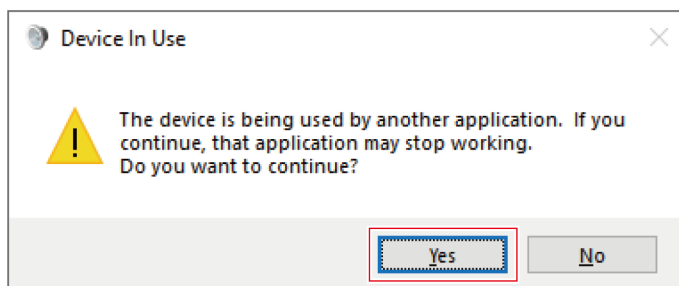 Device In Use
The device is being used by another application.  If you
continue, that application may stop working.
Do you want to continue?
Yes
No